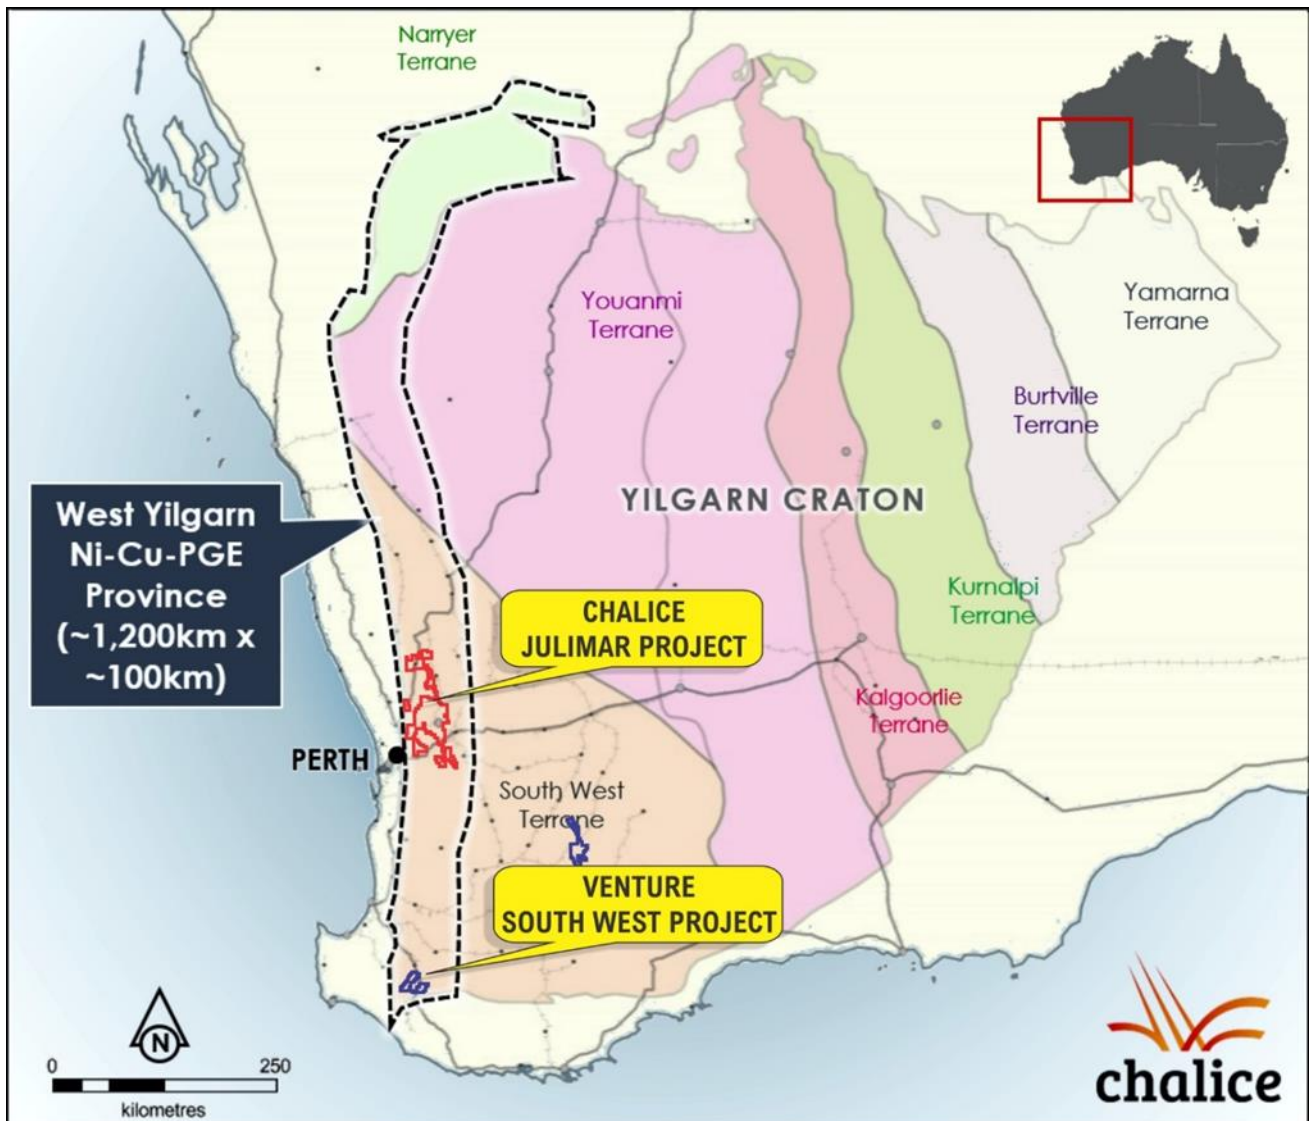 Narryer
Terrane
Youanmi
Terrane
Yamarna
Terrane
Burtville
Terrane
YILGARN CRATON
West Yilgarn
Ni-Cu-PGE
Province
(~1,200km x
~100km)
Kurnalpi
Terrane
CHALICE
JULIMAR PROJECT
Kalgoorlie
Terrane
PERTH
South West
Terrane
VENTURE
SOUTH WEST PROJECT
N
0 250
kilometres
chalice